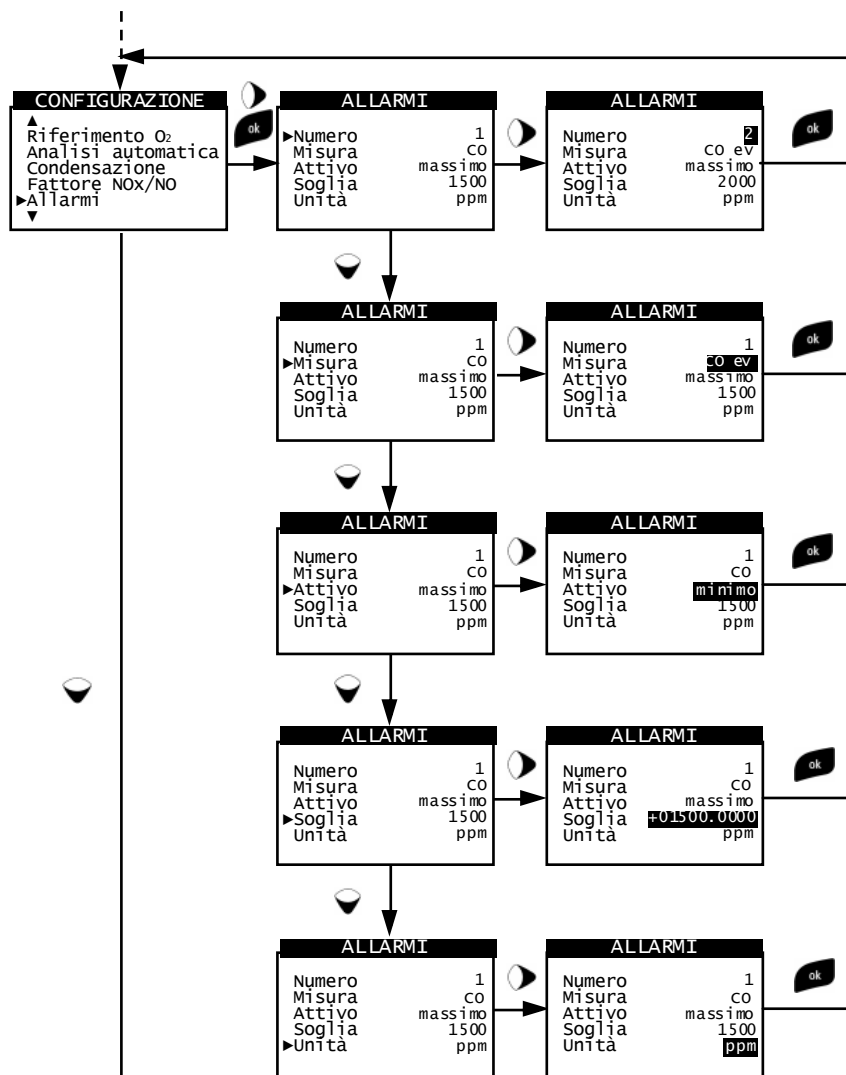 CONFIGURAZIONE
▲
Riferimento O₂
Analisi automatica
Condensazione
Fattore NOx/NO
►Allarmi
▼
ok
ALLARMI
►Numero 1
Misura CO
Attivo massimo
Soglia 1500
Unità ppm
ALLARMI
Numero 2
Misura CO ev
Attivo massimo
Soglia 2000
Unità ppm
ok
ALLARMI
Numero 1
►Misura CO
Attivo massimo
Soglia 1500
Unità ppm
ALLARMI
Numero 1
Misura CO ev
Attivo massimo
Soglia 1500
Unità ppm
ok
ALLARMI
Numero 1
Misura CO
►Attivo massimo
Soglia 1500
Unità ppm
ALLARMI
Numero 1
Misura CO
Attivo minimo
Soglia 1500
Unità ppm
ok
ALLARMI
Numero 1
Misura CO
Attivo massimo
►Soglia 1500
Unità ppm
ALLARMI
Numero 1
Misura CO
Attivo massimo
Soglia +01500.0000
Unità ppm
ok
ALLARMI
Numero 1
Misura CO
Attivo massimo
Soglia 1500
►Unità ppm
ALLARMI
Numero 1
Misura CO
Attivo massimo
Soglia 1500
Unità ppm
ok